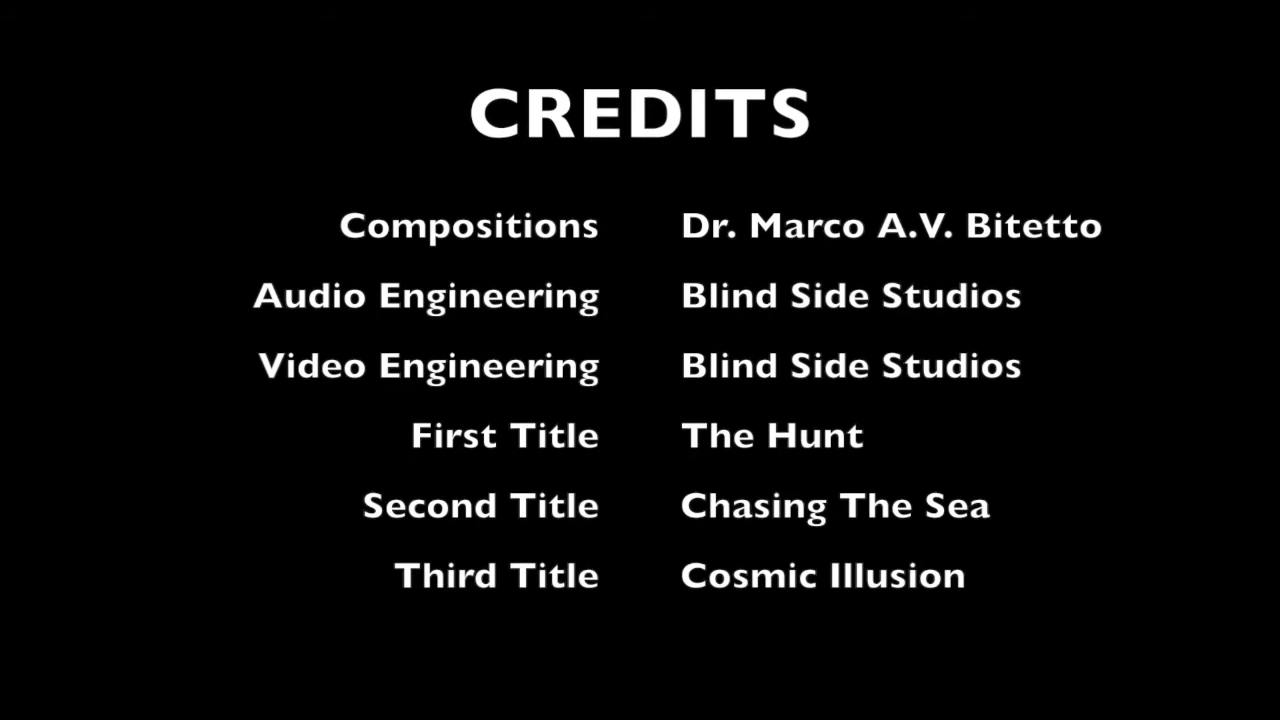 CREDITS
Compositions Dr. Marco A.V. Bitetto
Audio Engineering Blind Side Studios
Video Engineering Blind Side Studios
First Title The Hunt
Second Title Chasing The Sea
Third Title Cosmic Illusion